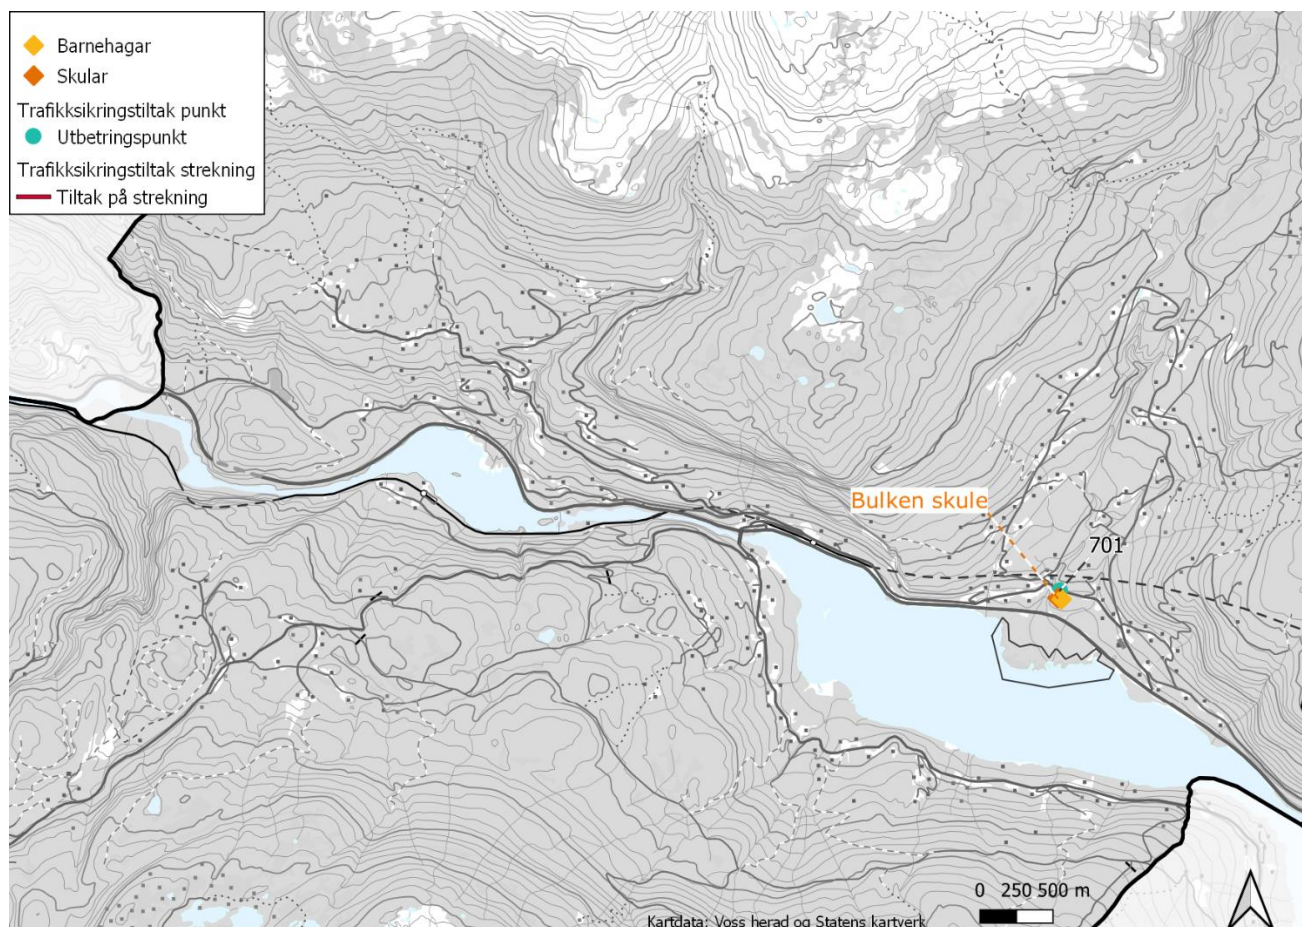 Barnehagar
Skular
Trafikksikringstiltak punkt
Utbetringspunkt
Trafikksikringstiltak strekning
Tiltak på strekning
Bulken skule
701
0 250 500 m
Kartdata: Voss herad og Statens kartverk